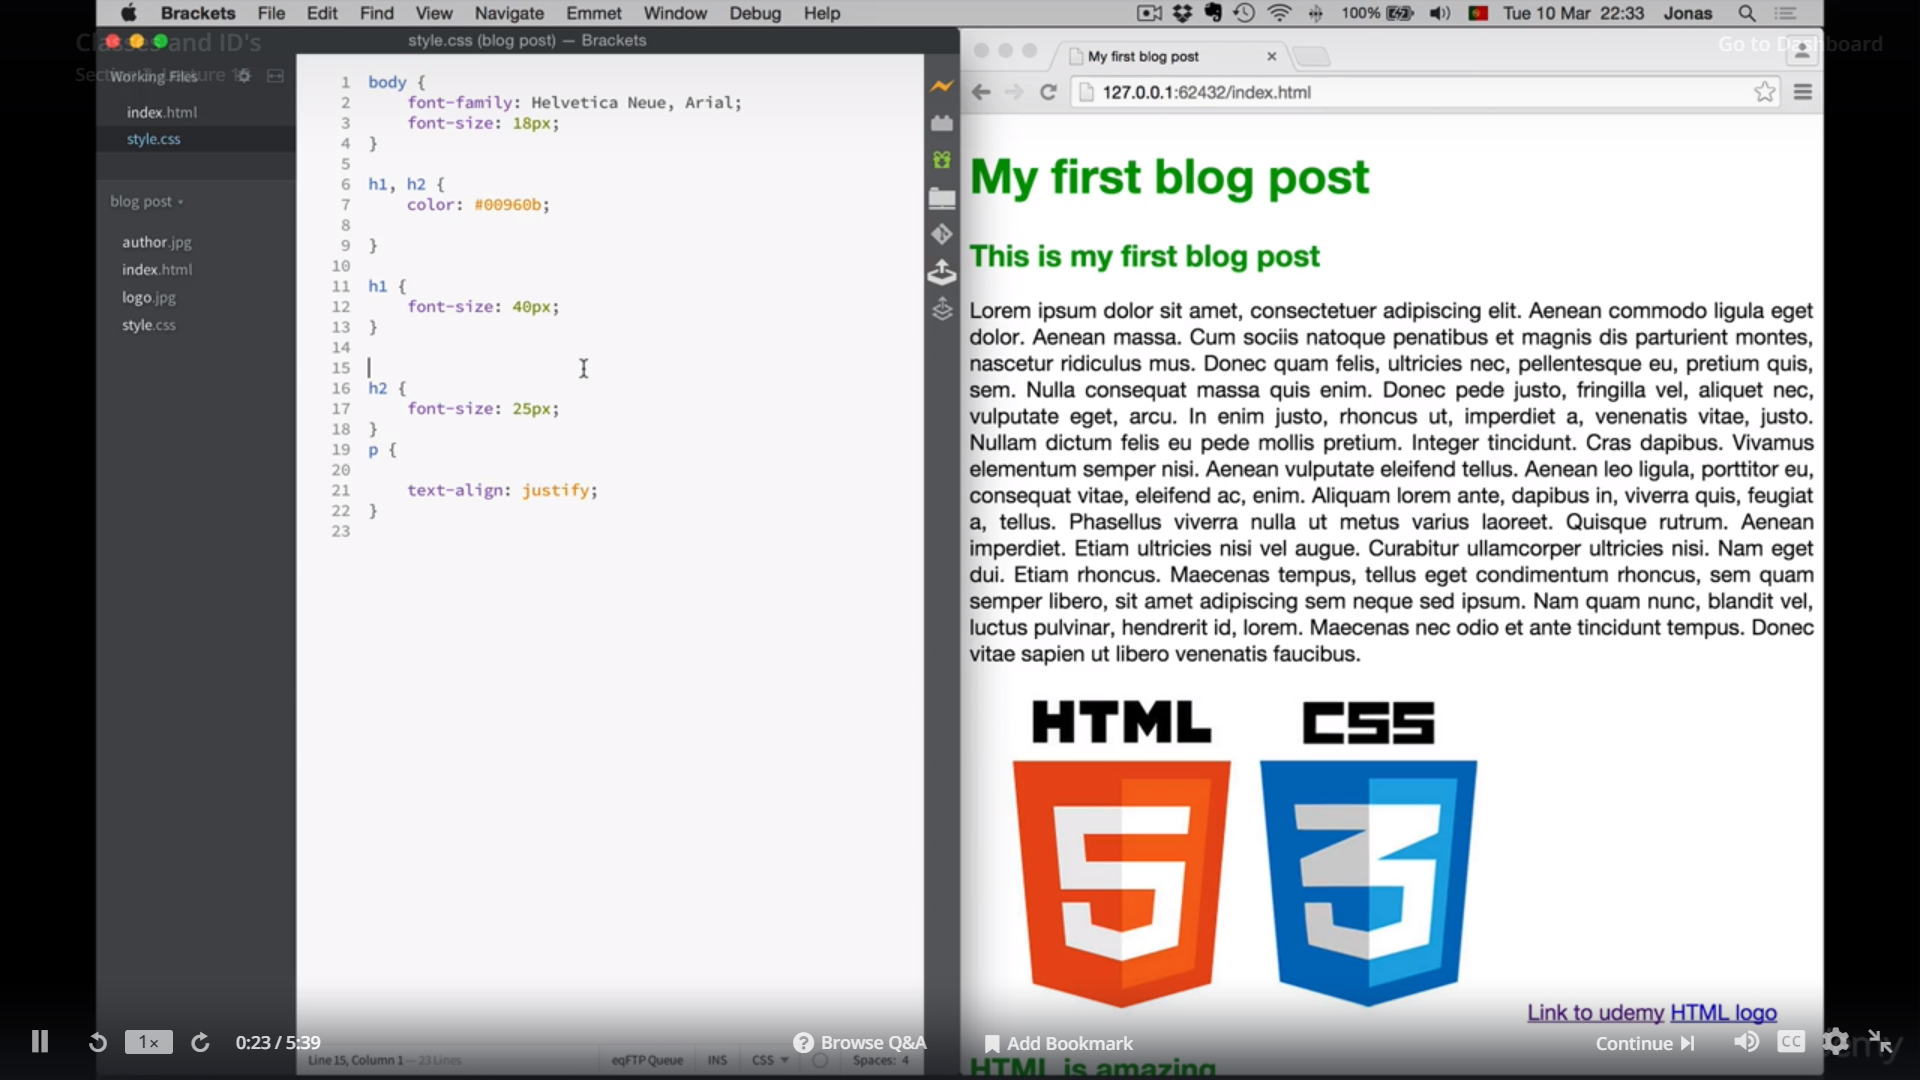 Brackets File Edit Find View Navigate Emmet Window Debug Help 100% Tue 10 Mar 22:33 Jonas
Classes and ID's
style.css (blog post) — Brackets
Go to Dashboard
Working Files
index.html
style.css
blog post
author.jpg
index.html
logo.jpg
style.css
1 body {
2 font-family: Helvetica Neue, Arial;
3 font-size: 18px;
4 }
5
6 h1, h2 {
7 color: #00960b;
8
9 }
10
11 h1 {
12 font-size: 40px;
13 }
14
15
16 h2 {
17 font-size: 25px;
18 }
19 p {
20
21 text-align: justify;
22 }
23
My first blog post
127.0.0.1:62432/index.html
My first blog post
This is my first blog post
Lorem ipsum dolor sit amet, consectetuer adipiscing elit. Aenean commodo ligula eget
dolor. Aenean massa. Cum sociis natoque penatibus et magnis dis parturient montes,
nascetur ridiculus mus. Donec quam felis, ultricies nec, pellentesque eu, pretium quis,
sem. Nulla consequat massa quis enim. Donec pede justo, fringilla vel, aliquet nec,
vulputate eget, arcu. In enim justo, rhoncus ut, imperdiet a, venenatis vitae, justo.
Nullam dictum felis eu pede mollis pretium. Integer tincidunt. Cras dapibus. Vivamus
elementum semper nisi. Aenean vulputate eleifend tellus. Aenean leo ligula, porttitor eu,
consequat vitae, eleifend ac, enim. Aliquam lorem ante, dapibus in, viverra quis, feugiat
a, tellus. Phasellus viverra nulla ut metus varius laoreet. Quisque rutrum. Aenean
imperdiet. Etiam ultricies nisi vel augue. Curabitur ullamcorper ultricies nisi. Nam eget
dui. Etiam rhoncus. Maecenas tempus, tellus eget condimentum rhoncus, sem quam
semper libero, sit amet adipiscing sem neque sed ipsum. Nam quam nunc, blandit vel,
luctus pulvinar, hendrerit id, lorem. Maecenas nec odio et ante tincidunt tempus. Donec
vitae sapien ut libero venenatis faucibus.
HTML CSS
5 3
Link to udemy HTML logo
HTML is amazing
1x 0:23 / 5:39 Browse Q&A Add Bookmark Continue CC
Line 15, Column 1 — 23 Lines eqFTP Queue INS CSS Spaces: 4